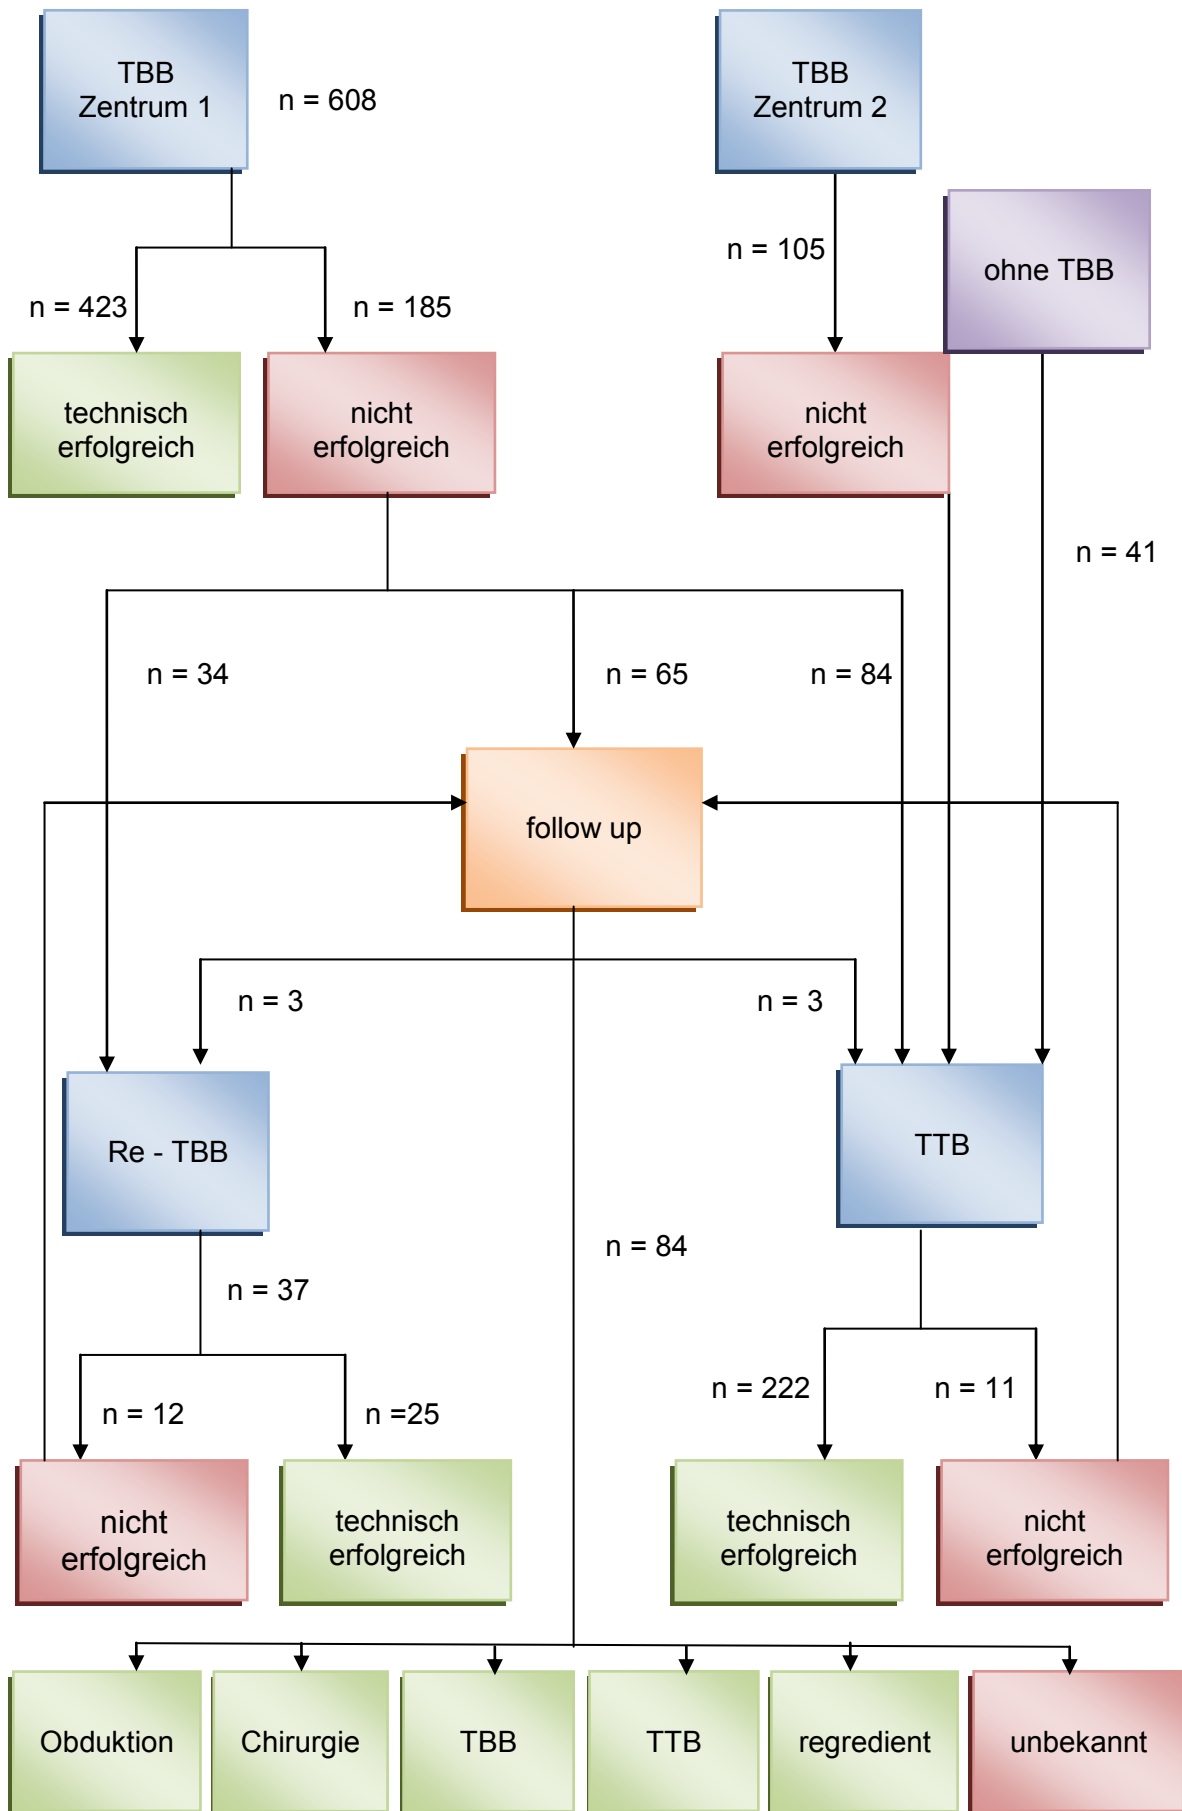 TBB
Zentrum 1
n = 608
TBB
Zentrum 2
n = 105
ohne TBB
n = 423
n = 185
technisch
erfolgreich
nicht
erfolgreich
nicht
erfolgreich
n = 41
n = 34
n = 65
n = 84
follow up
n = 3
n = 3
Re - TBB
TTB
n = 84
n = 37
n = 222
n = 11
n = 12
n =25
nicht
erfolgreich
technisch
erfolgreich
technisch
erfolgreich
nicht
erfolgreich
Obduktion
Chirurgie
TBB
TTB
regredient
unbekannt